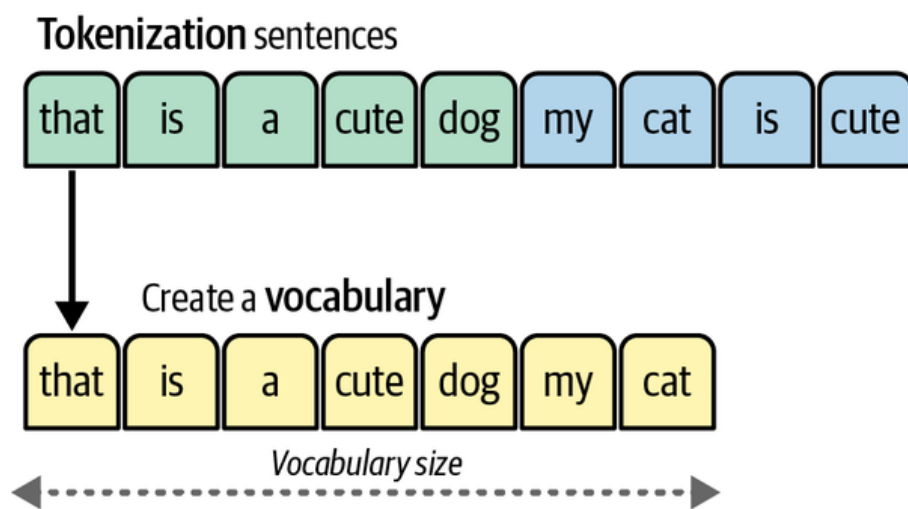 Tokenization sentences
that is a cute dog my cat is cute
Create a vocabulary
that is a cute dog my cat
Vocabulary size